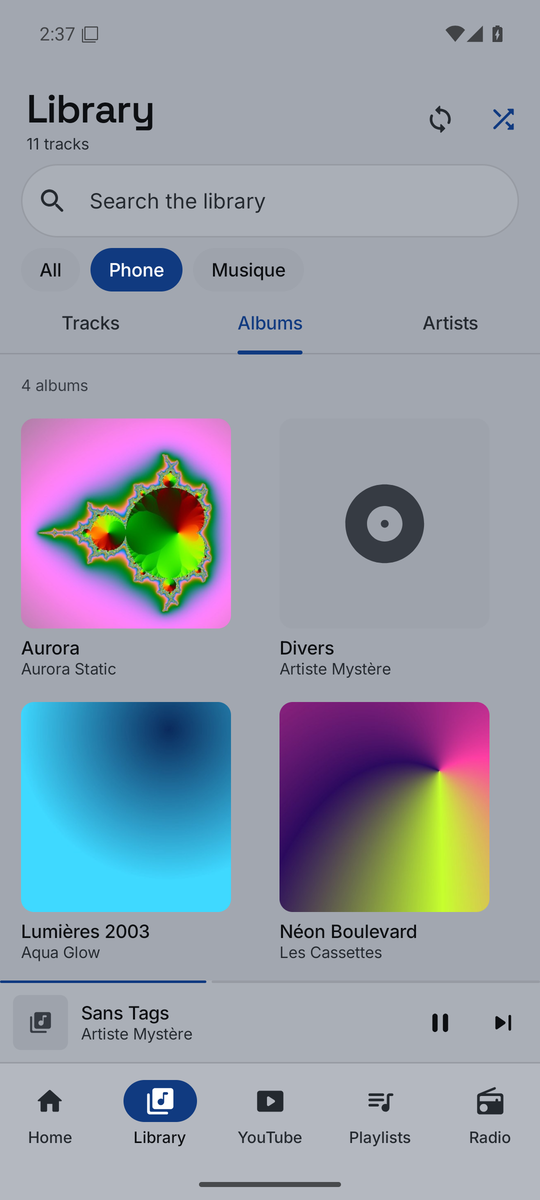 2:37
Library
11 tracks
Search the library
All
Phone
Musique
Tracks
Albums
Artists
4 albums
Aurora
Aurora Static
Divers
Artiste Mystère
Lumières 2003
Aqua Glow
Néon Boulevard
Les Cassettes
Sans Tags
Artiste Mystère
Home
Library
YouTube
Playlists
Radio